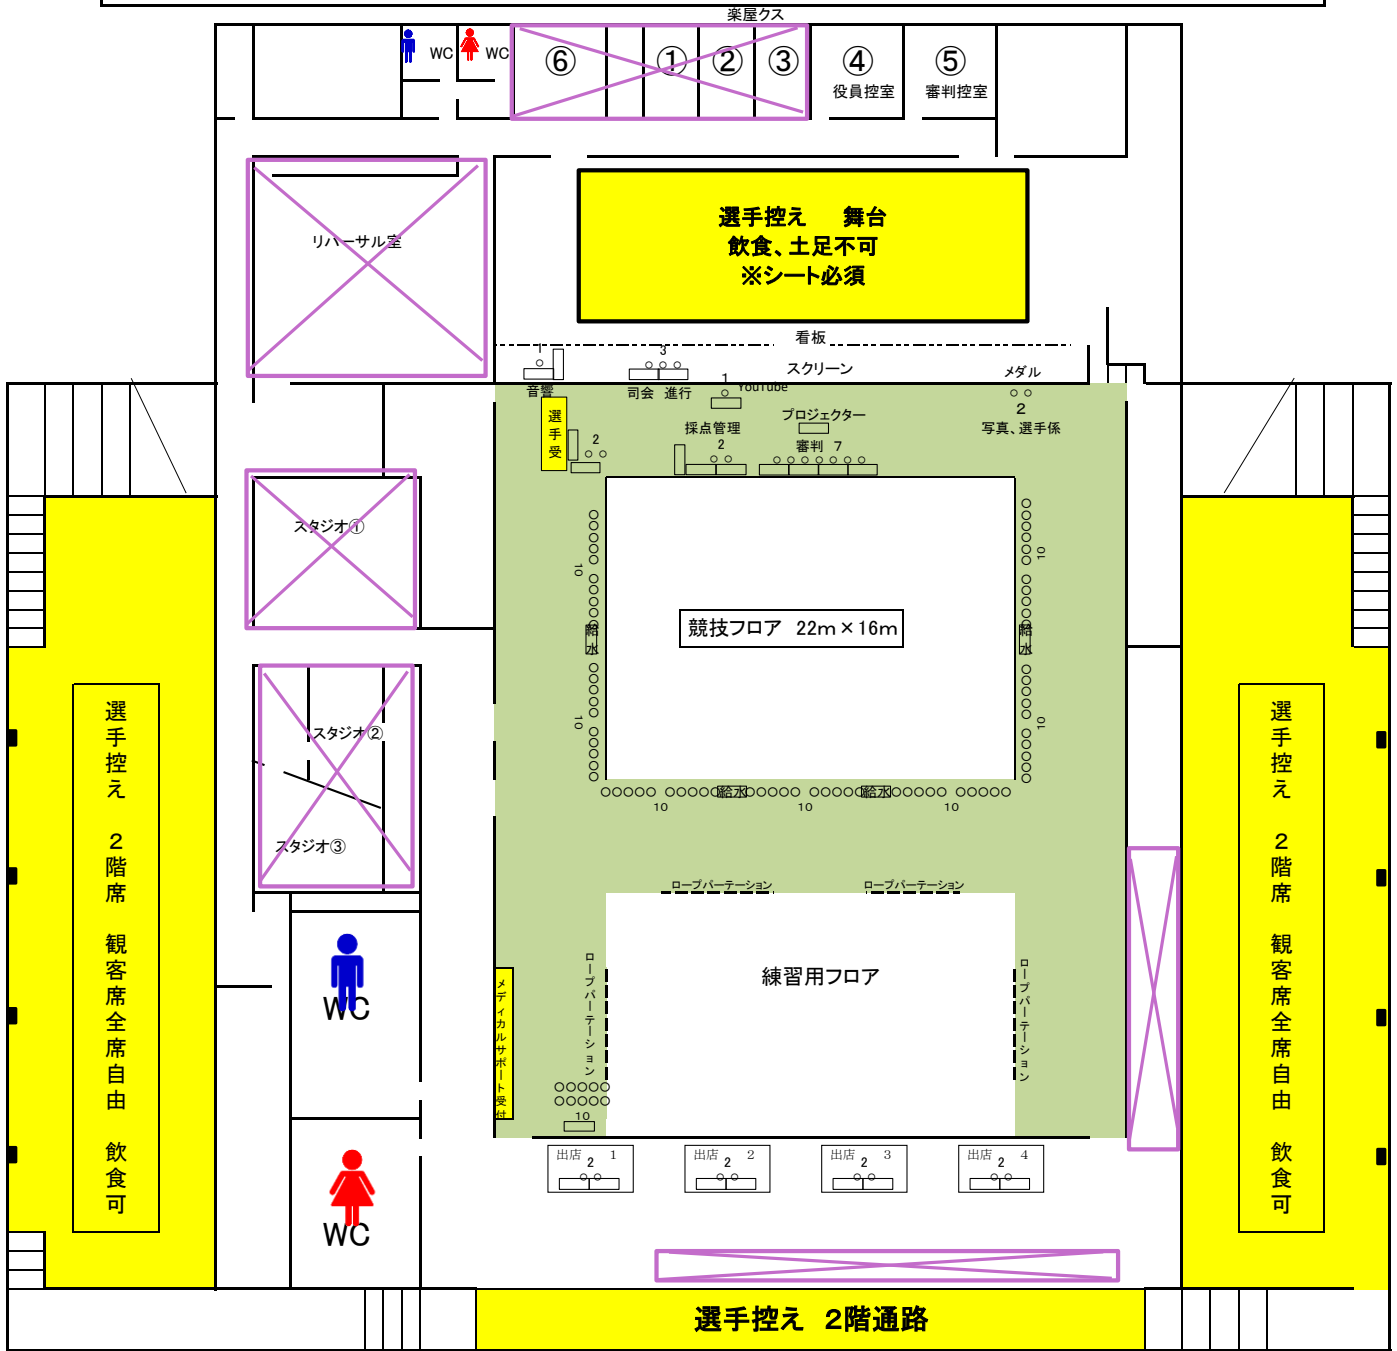 楽屋クス
WC
WC
⑥
①
②
③
④
⑤
役員控室
審判控室
リハーサル室
選手控え 舞台
飲食、土足不可
※シート必須
看板
スクリーン
1
音響
3
司会 進行
1
YouTube
メダル
2
写真、選手係
選手受
2
採点管理
2
プロジェクター
審判 7
スタジオ①
スタジオ②
スタジオ③
競技フロア 22m×16m
10
給水
10
10
給水
10
給水
給水
10
10
10
ロープパーテーション
ロープパーテーション
ロープパーテーション
ロープパーテーション
練習用フロア
メディカルサポート受付
10
WC
WC
出店 1
2
出店 2
2
出店 3
2
出店 4
2
選手控え 2階席 観客席全席自由 飲食可
選手控え 2階席 観客席全席自由 飲食可
選手控え 2階通路